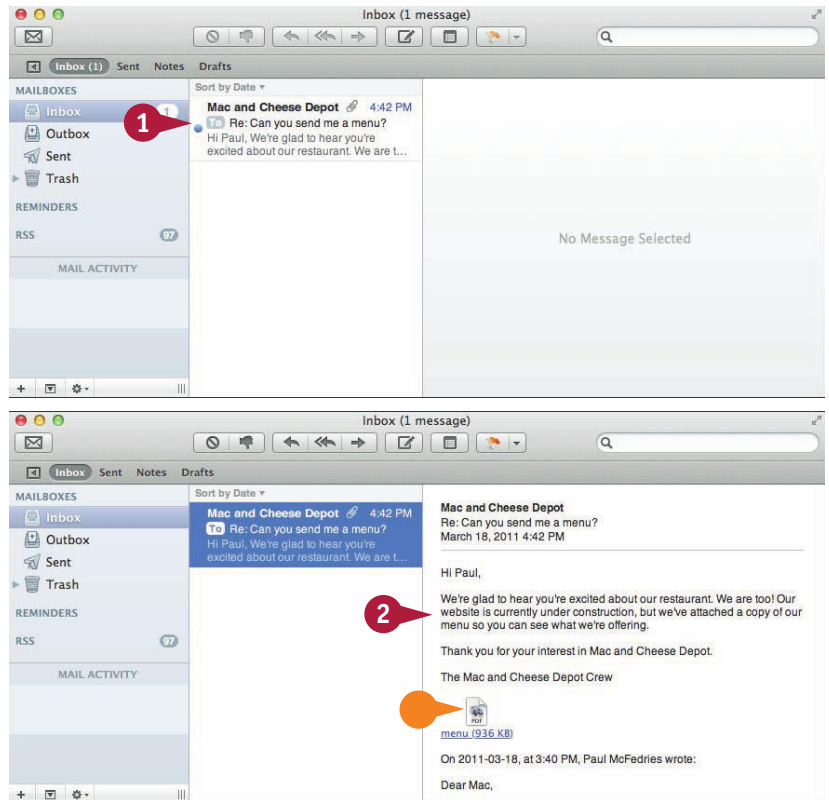 Inbox (1 message)
Inbox (1) Sent Notes Drafts
MAILBOXES
Inbox 1
Outbox
Sent
Trash
REMINDERS
RSS 97
MAIL ACTIVITY
Sort by Date
Mac and Cheese Depot 4:42 PM
To Re: Can you send me a menu?
Hi Paul, We're glad to hear you're
excited about our restaurant. We are t...
1
No Message Selected
Inbox (1 message)
Inbox Sent Notes Drafts
MAILBOXES
Inbox
Outbox
Sent
Trash
REMINDERS
RSS 97
MAIL ACTIVITY
Sort by Date
Mac and Cheese Depot 4:42 PM
To Re: Can you send me a menu?
Hi Paul, We're glad to hear you're
excited about our restaurant. We are t...
Mac and Cheese Depot
Re: Can you send me a menu?
March 18, 2011 4:42 PM
Hi Paul,
We're glad to hear you're excited about our restaurant. We are too! Our
2
website is currently under construction, but we've attached a copy of our
menu so you can see what we're offering.
Thank you for your interest in Mac and Cheese Depot.
The Mac and Cheese Depot Crew
PDF
menu (936 KB)
On 2011-03-18, at 3:40 PM, Paul McFedries wrote:
Dear Mac,